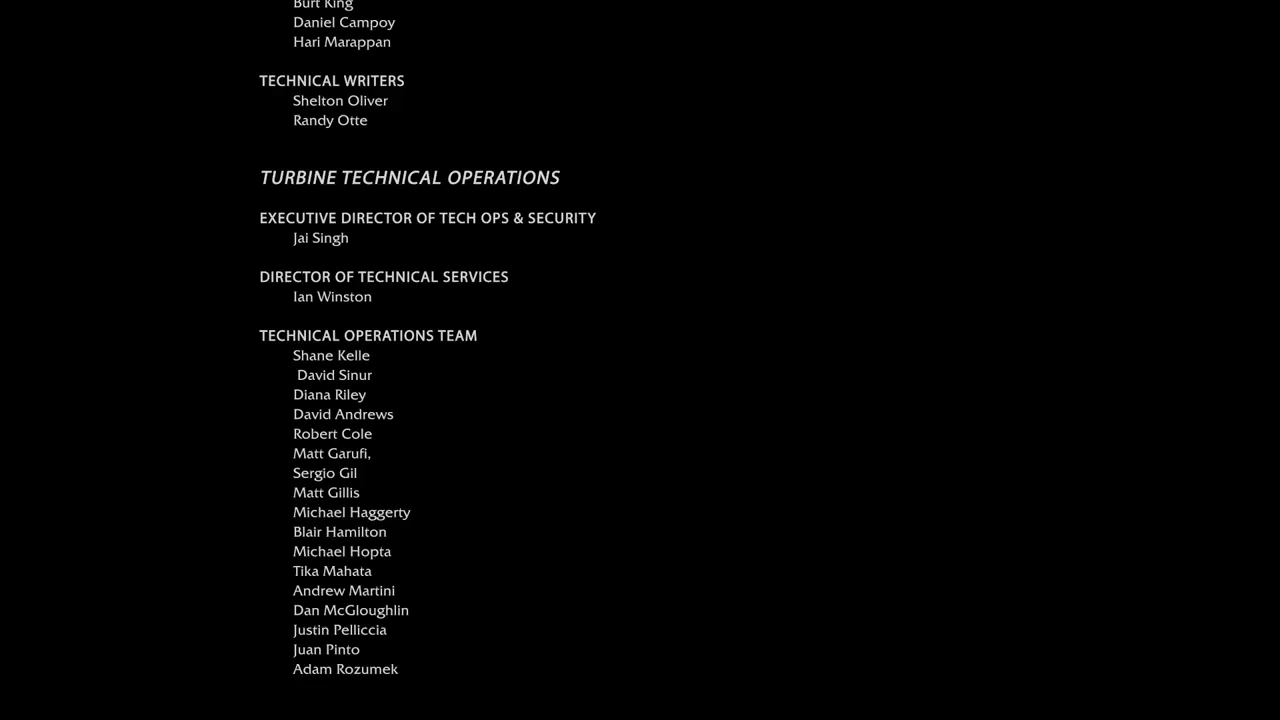 Burt King
Daniel Campoy
Hari Marappan
TECHNICAL WRITERS
Shelton Oliver
Randy Otte
TURBINE TECHNICAL OPERATIONS
EXECUTIVE DIRECTOR OF TECH OPS & SECURITY
Jai Singh
DIRECTOR OF TECHNICAL SERVICES
Ian Winston
TECHNICAL OPERATIONS TEAM
Shane Kelle
David Sinur
Diana Riley
David Andrews
Robert Cole
Matt Garufi,
Sergio Gil
Matt Gillis
Michael Haggerty
Blair Hamilton
Michael Hopta
Tika Mahata
Andrew Martini
Dan McGloughlin
Justin Pelliccia
Juan Pinto
Adam Rozumek